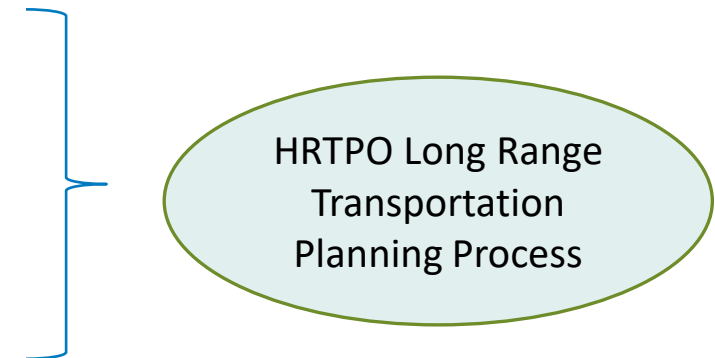 HRTPO Long Range
Transportation
Planning Process